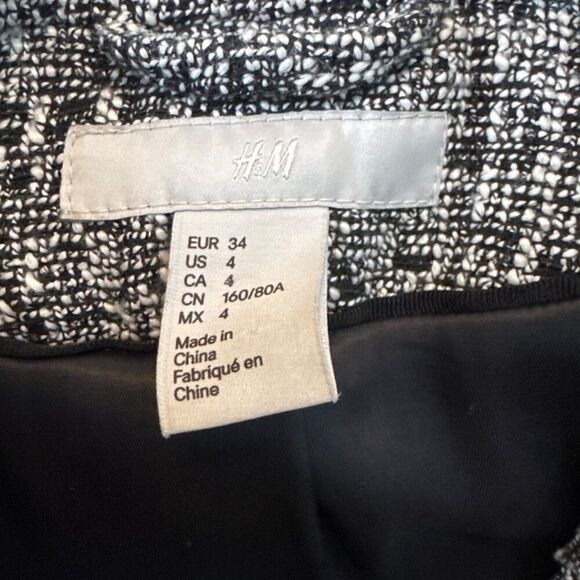 H&M
EUR 34
US 4
CA 4
CN 160/80A
MX 4
Made in
China
Fabriqué en
Chine